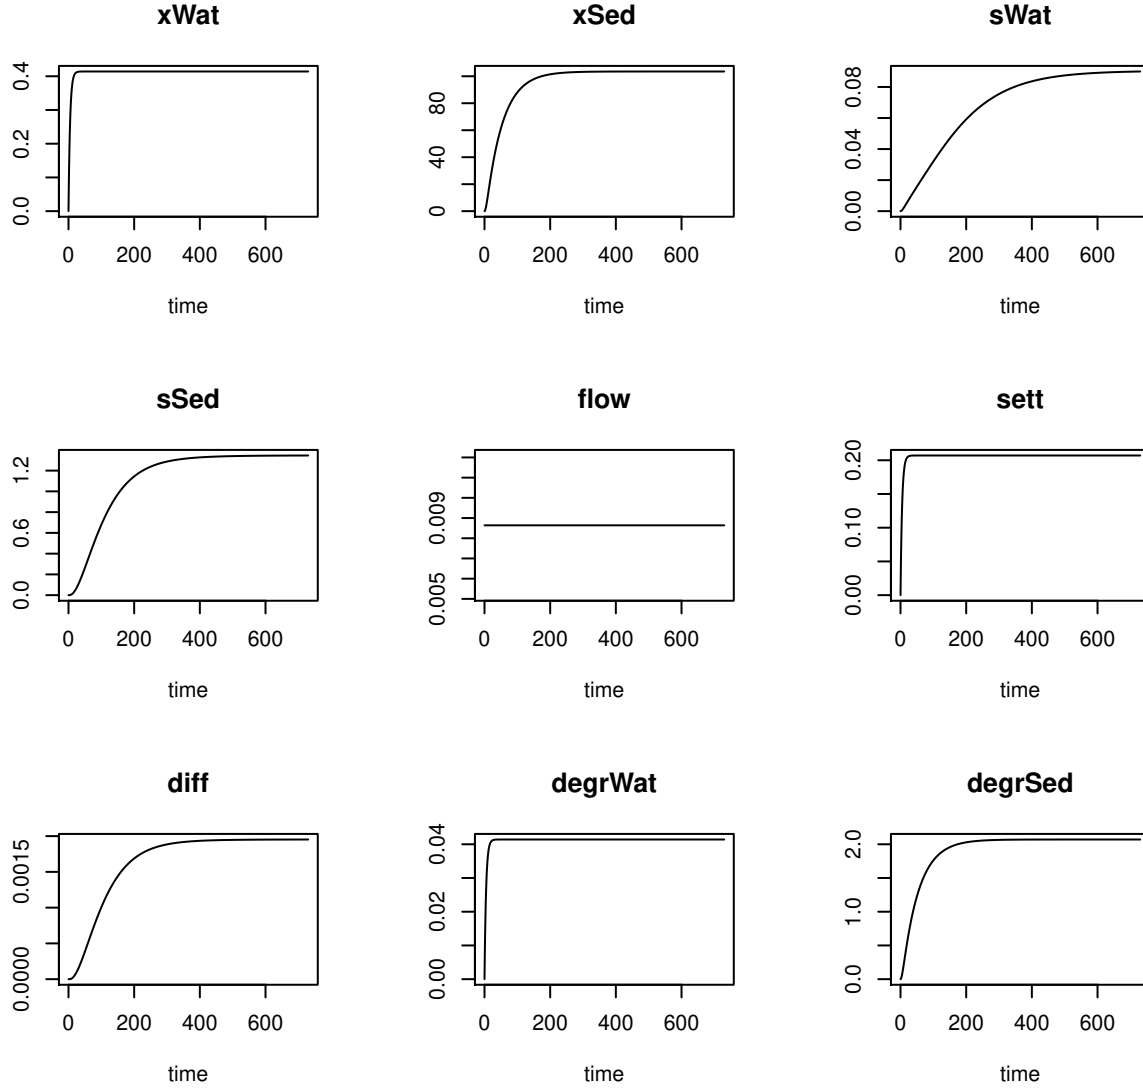 xWat xSed sWat
0.0 0.2 0.4
0 40 80
0.00 0.04 0.08
0 200 400 600
0 200 400 600
0 200 400 600
time time time
sSed flow sett
0.0 0.6 1.2
0.005 0.009
0.00 0.10 0.20
0 200 400 600
0 200 400 600
0 200 400 600
time time time
diff degrWat degrSed
0.0000 0.0015
0.00 0.02 0.04
0.0 1.0 2.0
0 200 400 600
0 200 400 600
0 200 400 600
time time time